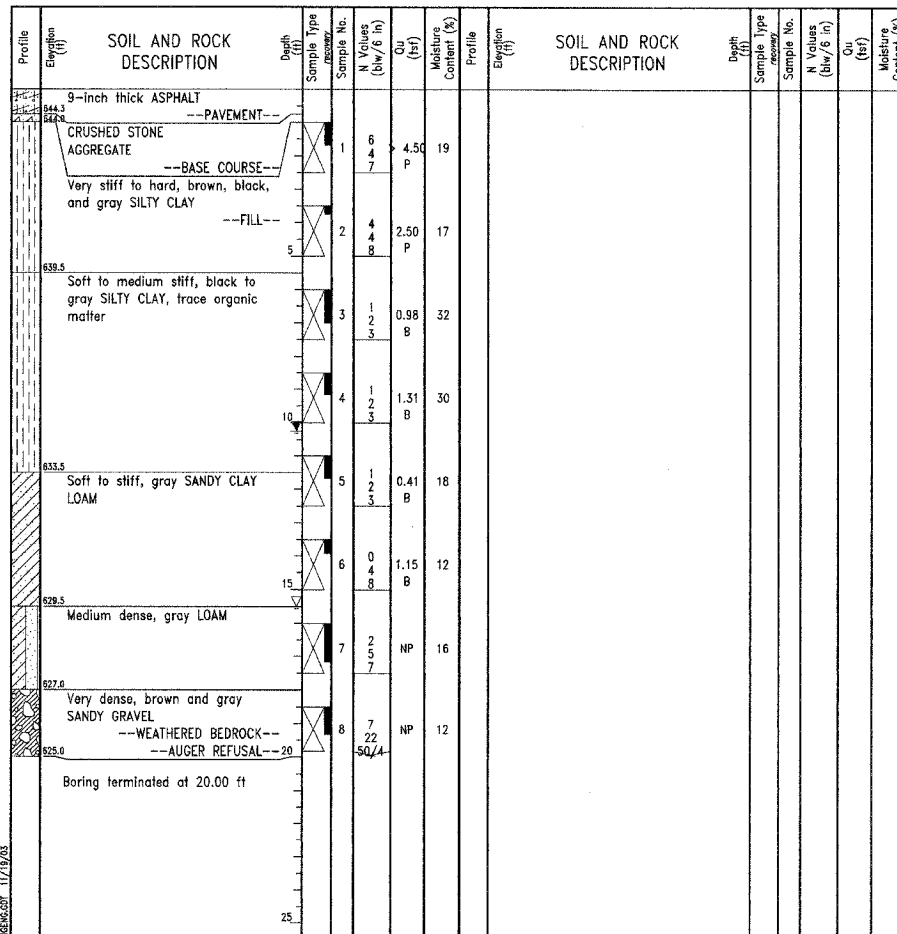 Profile
Elevation (ft)
SOIL AND ROCK
DESCRIPTION
Depth (ft)
Sample Type
recovery
Sample No.
N Values (blw/6 in)
Qu (tsf)
Moisture Content (%)
Profile
Elevation (ft)
SOIL AND ROCK
DESCRIPTION
Depth (ft)
Sample Type
recovery
Sample No.
N Values (blw/6 in)
Qu (tsf)
Moisture Content (%)
9-inch thick ASPHALT
644.3
--PAVEMENT--
644.0
CRUSHED STONE
AGGREGATE
--BASE COURSE--
1
6
4
7
> 4.50
P
19
Very stiff to hard, brown, black,
and gray SILTY CLAY
--FILL--
2
4
4
8
2.50
P
17
5
639.5
Soft to medium stiff, black to
gray SILTY CLAY, trace organic
matter
3
1
2
3
0.98
B
32
4
1
2
3
1.31
B
30
10
633.5
Soft to stiff, gray SANDY CLAY
LOAM
5
1
2
3
0.41
B
18
6
0
4
8
1.15
B
12
15
629.5
Medium dense, gray LOAM
7
2
5
7
NP
16
627.0
Very dense, brown and gray
SANDY GRAVEL
--WEATHERED BEDROCK--
8
7
22
50/4
NP
12
--AUGER REFUSAL--
20
625.0
Boring terminated at 20.00 ft
25
11/19/03